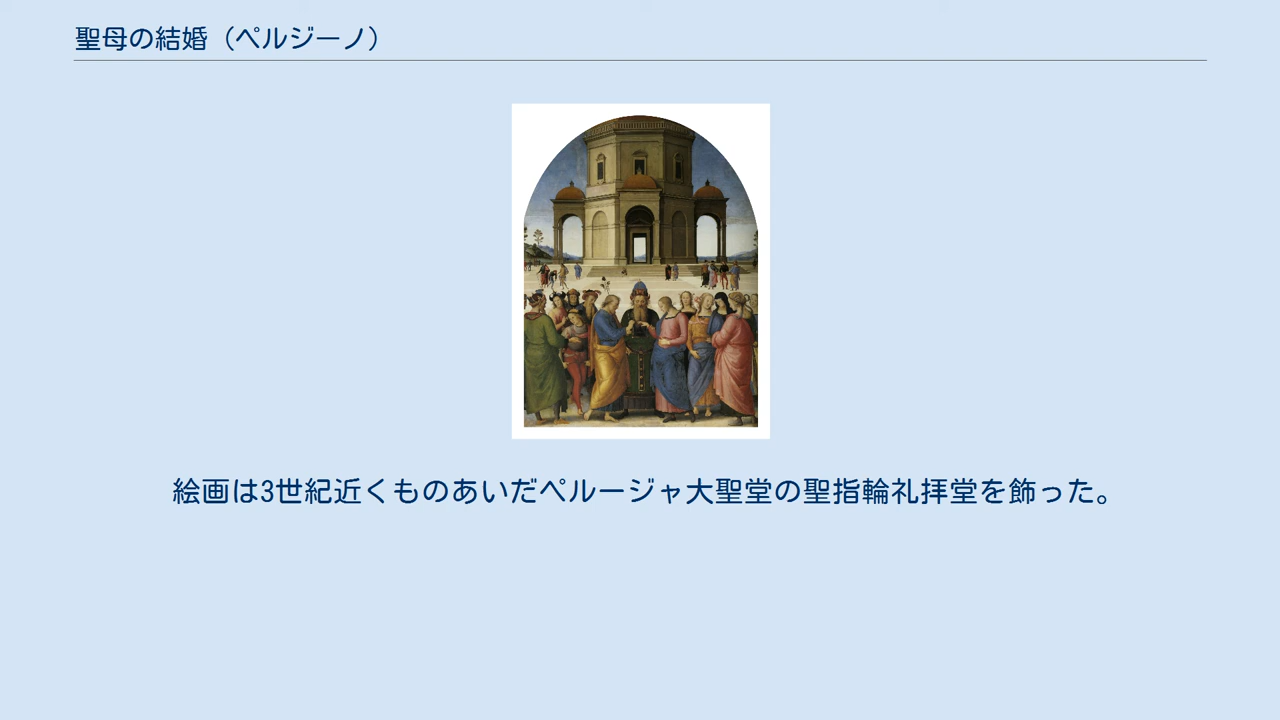 聖母の結婚（ペルジーノ）
絵画は3世紀近くものあいだペルージャ大聖堂の聖指輪礼拝堂を飾った。